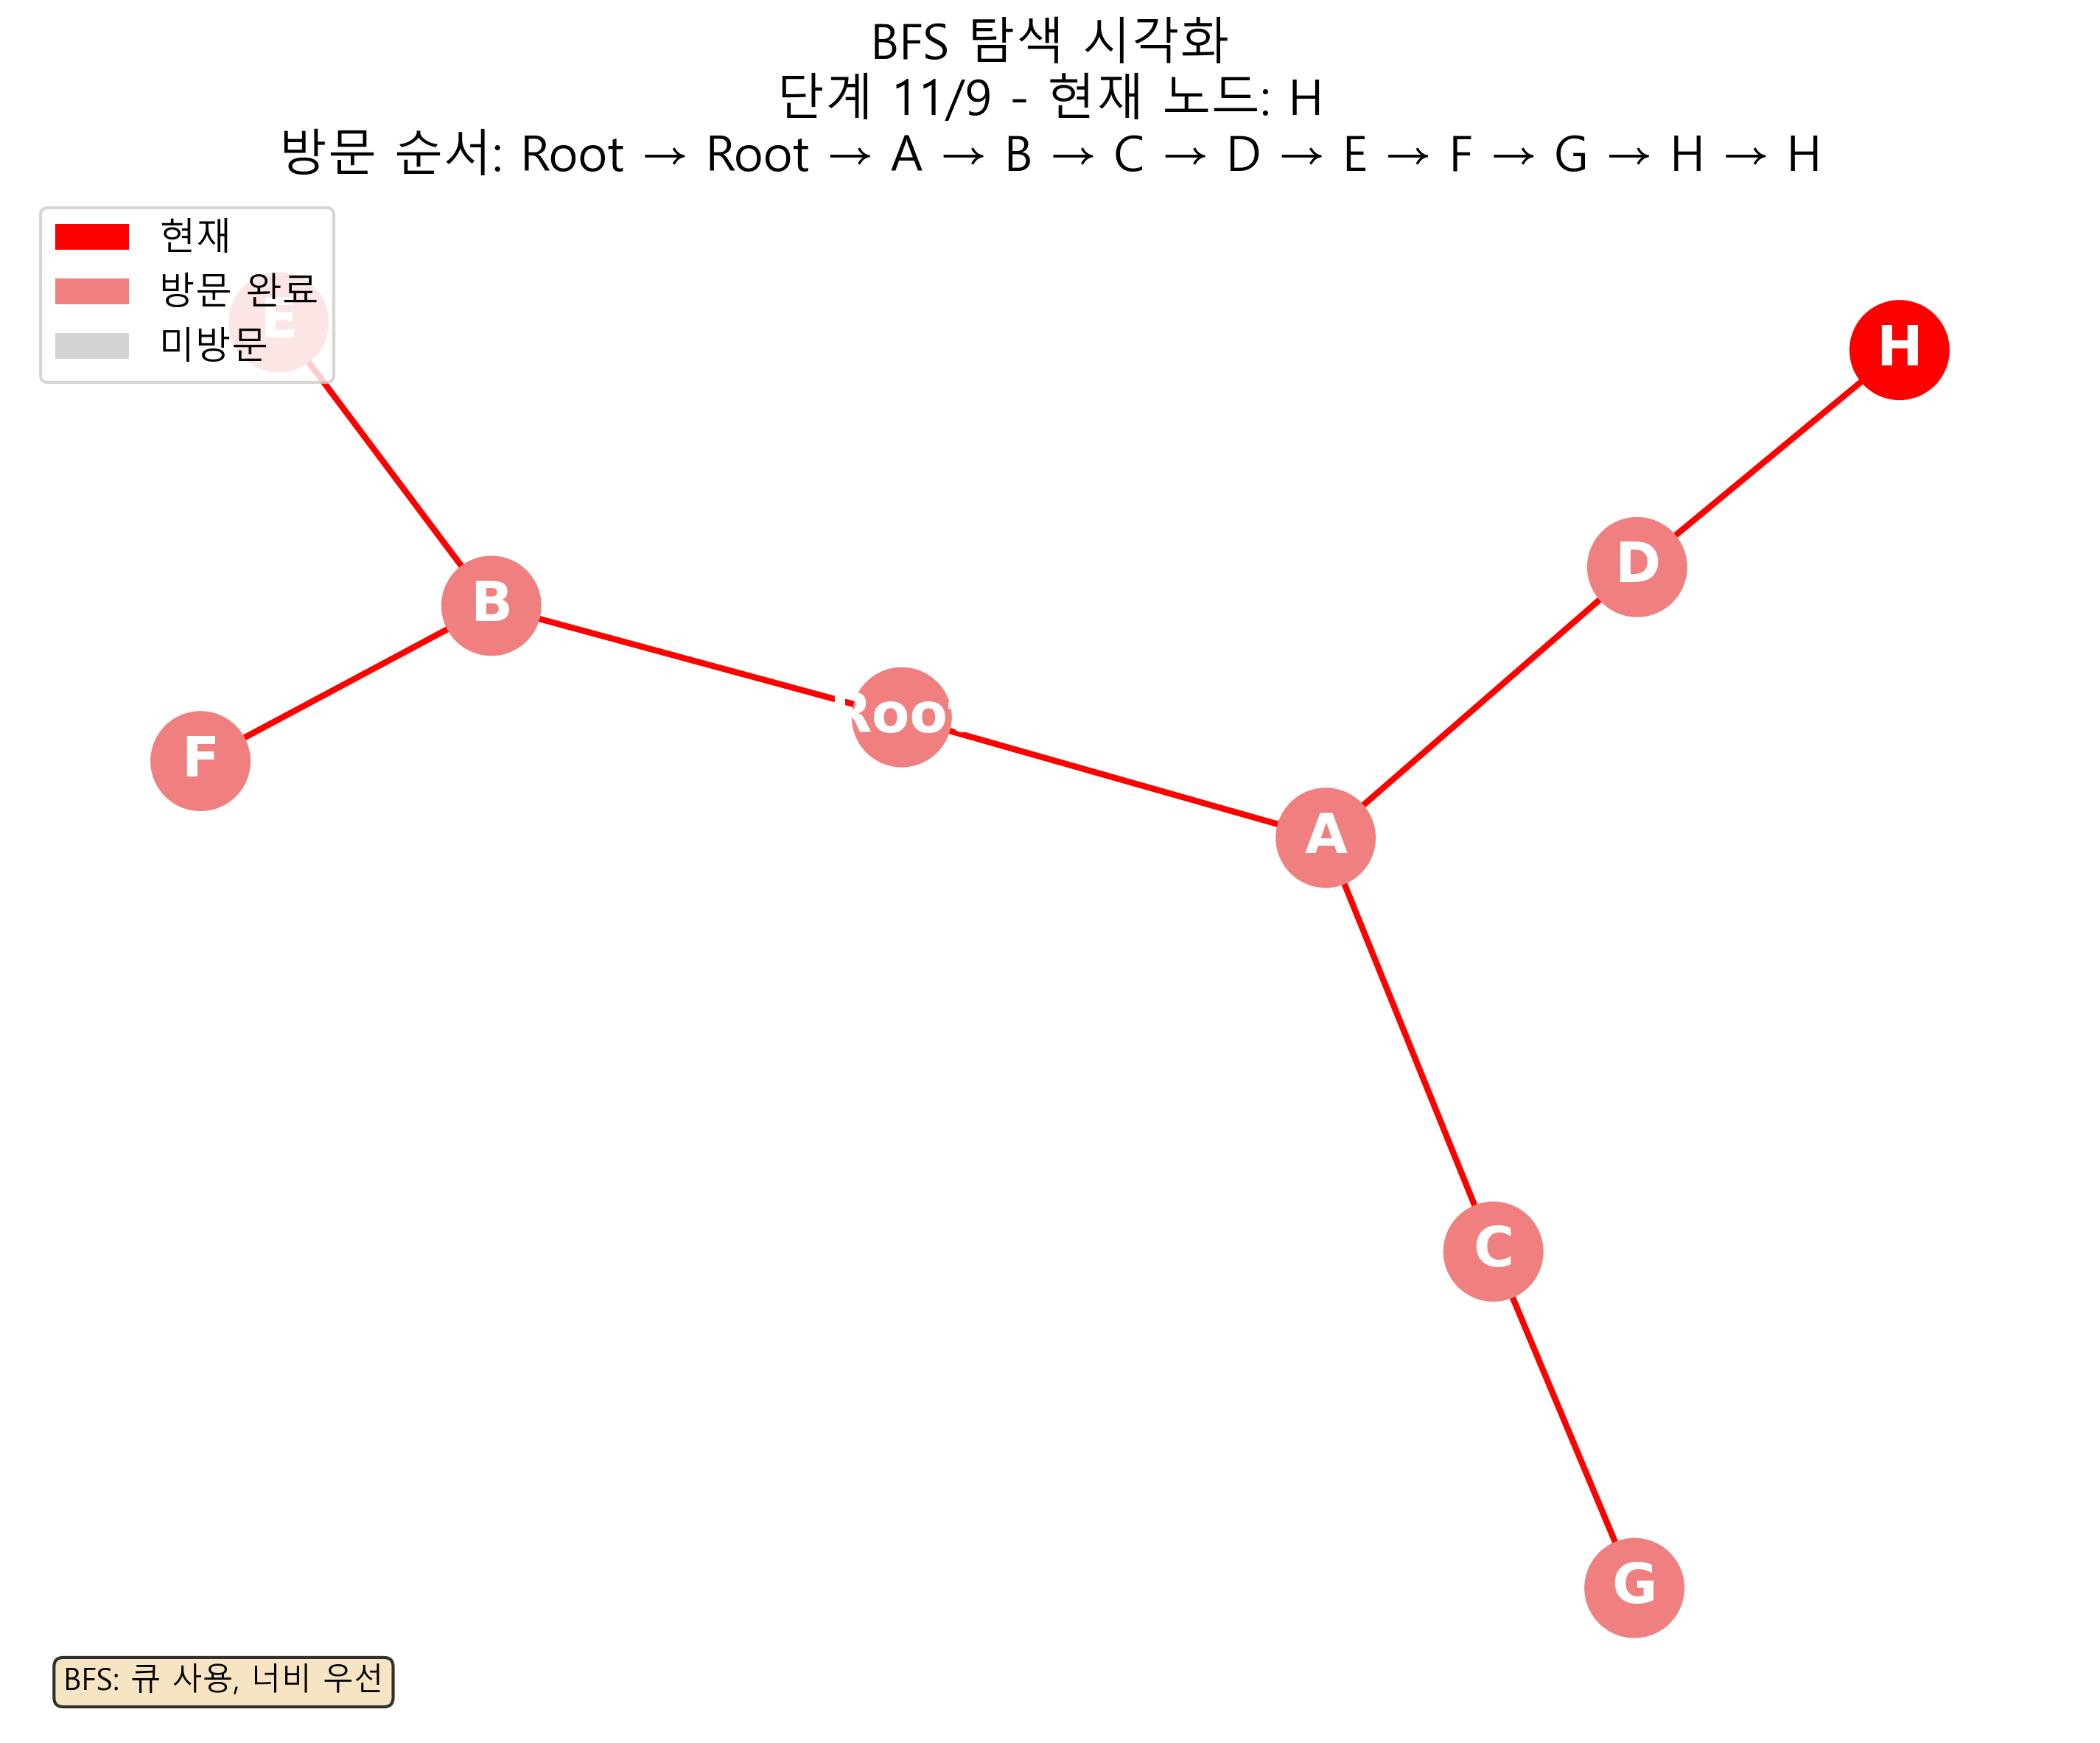 BFS 탐색 시각화
단계 11/9 - 현재 노드: H
방문 순서: Root → Root → A → B → C → D → E → F → G → H → H
현재
방문 완료
미방문
E
H
D
B
Root
F
A
C
G
BFS: 큐 사용, 너비 우선